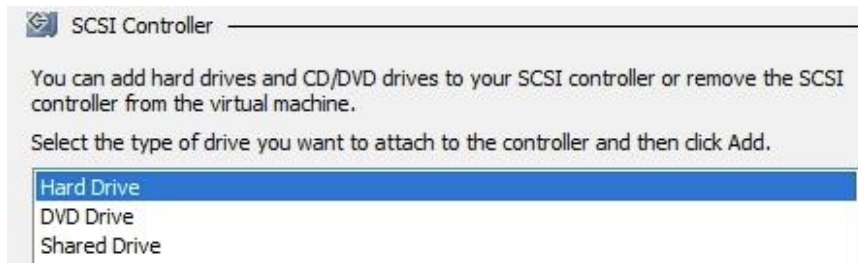 SCSI Controller
You can add hard drives and CD/DVD drives to your SCSI controller or remove the SCSI
controller from the virtual machine.
Select the type of drive you want to attach to the controller and then click Add.
Hard Drive
DVD Drive
Shared Drive